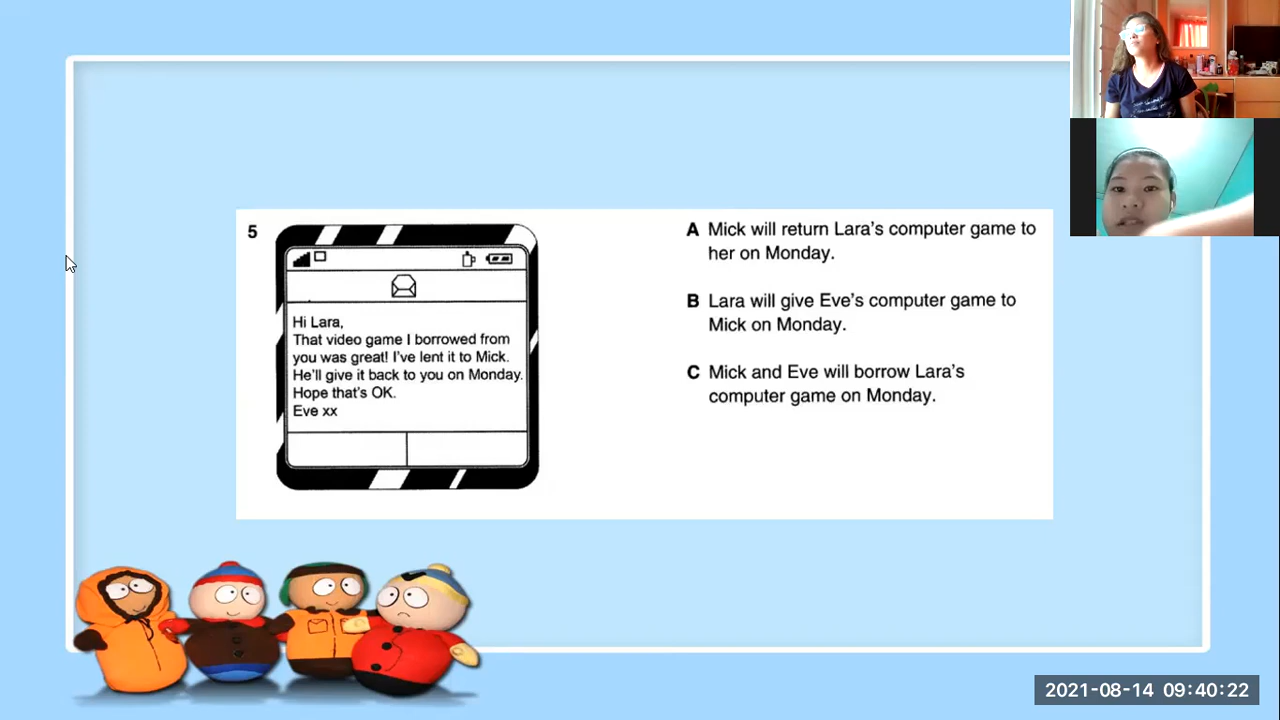 5
Hi Lara,
That video game I borrowed from
you was great! I've lent it to Mick.
He'll give it back to you on Monday.
Hope that's OK.
Eve xx
A Mick will return Lara's computer game to
her on Monday.
B Lara will give Eve's computer game to
Mick on Monday.
C Mick and Eve will borrow Lara's
computer game on Monday.
2021-08-14 09:40:22